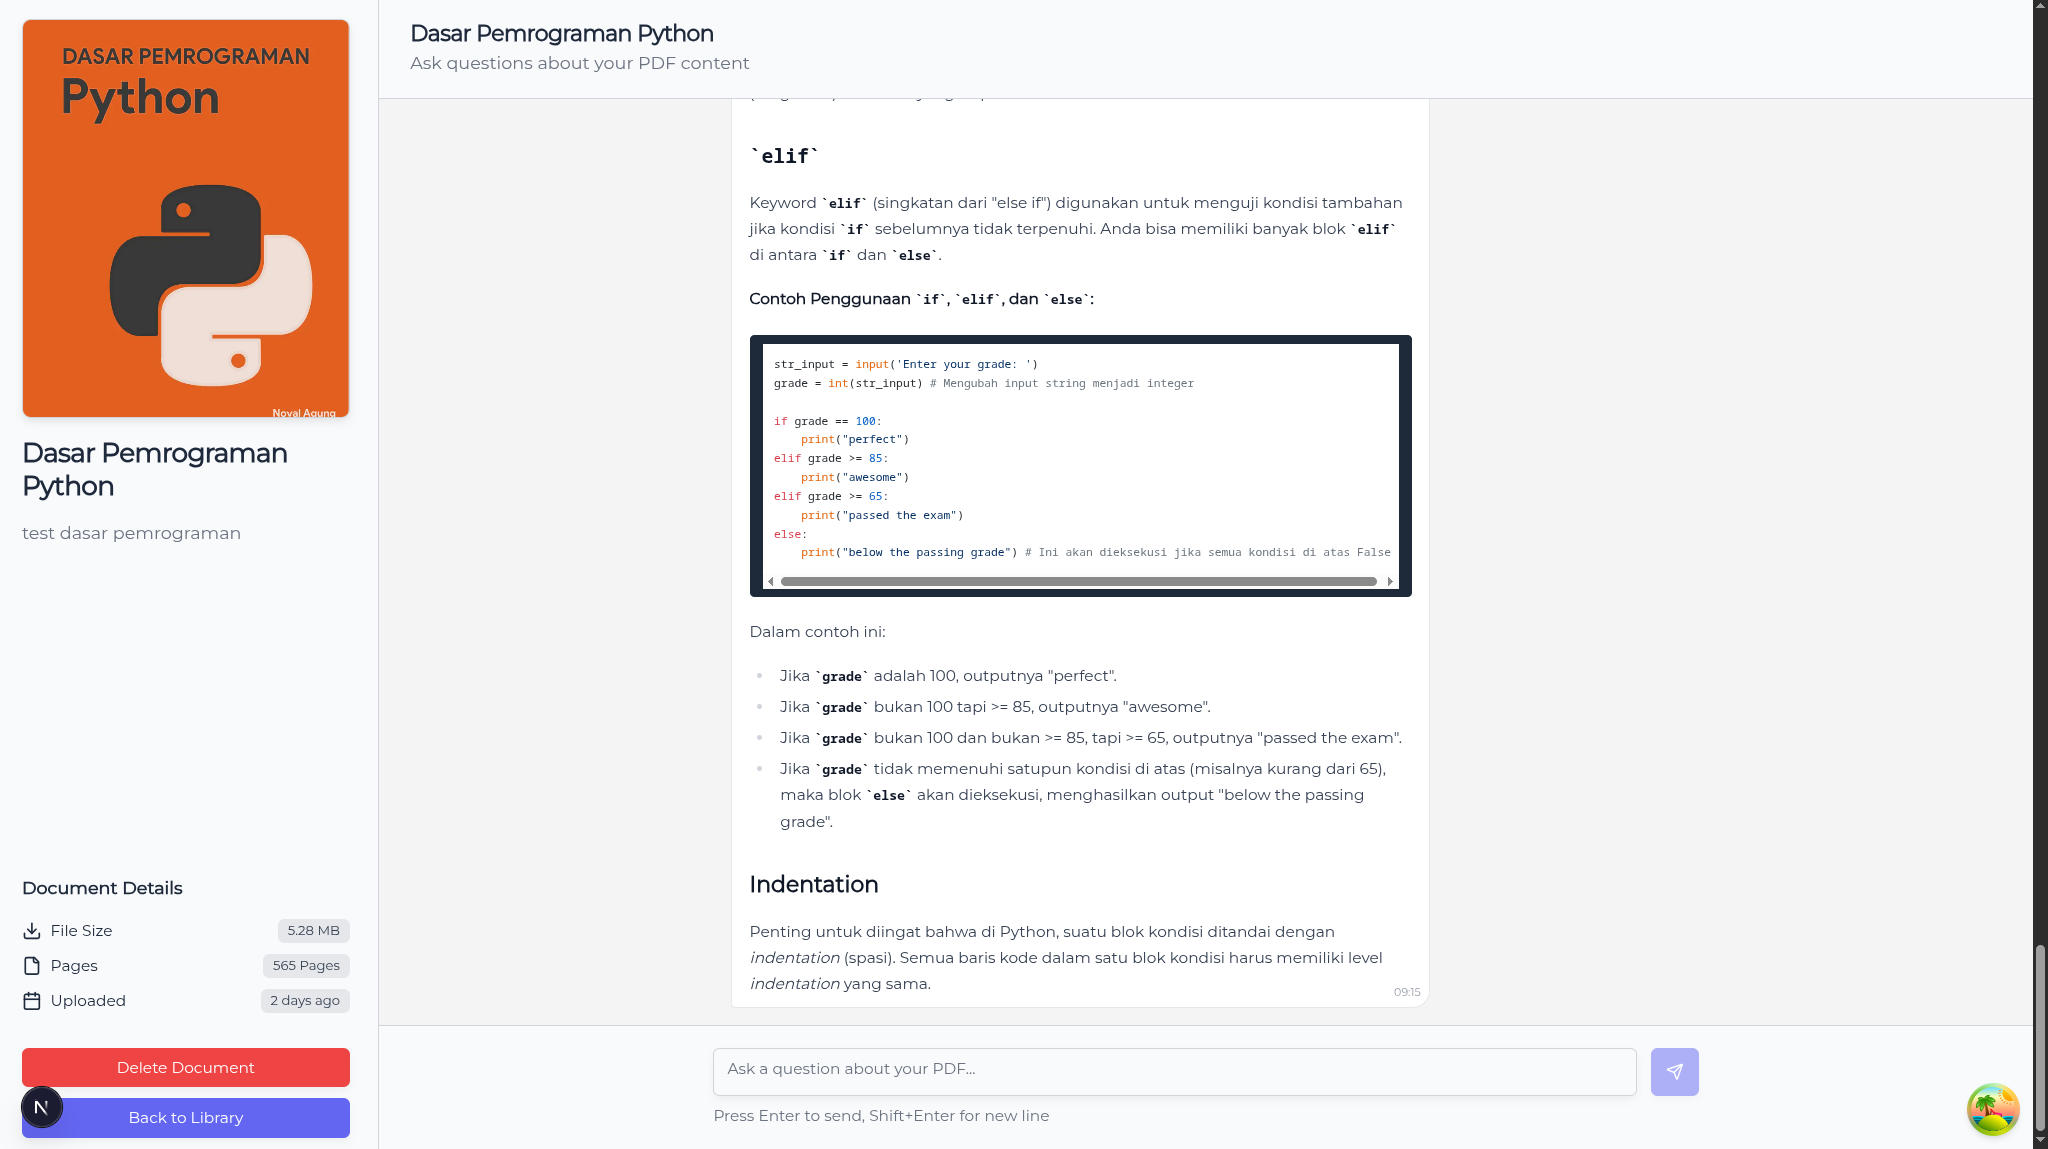 DASAR PEMROGRAMAN
Python
Noval Agung
Dasar Pemrograman
Python
test dasar pemrograman
Document Details
File Size
5.28 MB
Pages
565 Pages
Uploaded
2 days ago
Delete Document
N
Back to Library
Dasar Pemrograman Python
Ask questions about your PDF content
`elif`
Keyword `elif` (singkatan dari "else if") digunakan untuk menguji kondisi tambahan
jika kondisi `if` sebelumnya tidak terpenuhi. Anda bisa memiliki banyak blok `elif`
di antara `if` dan `else`.
Contoh Penggunaan `if`, `elif`, dan `else`:
str_input = input('Enter your grade: ')
grade = int(str_input) # Mengubah input string menjadi integer
if grade == 100:
    print("perfect")
elif grade >= 85:
    print("awesome")
elif grade >= 65:
    print("passed the exam")
else:
    print("below the passing grade") # Ini akan dieksekusi jika semua kondisi di atas False
Dalam contoh ini:
• Jika `grade` adalah 100, outputnya "perfect".
• Jika `grade` bukan 100 tapi >= 85, outputnya "awesome".
• Jika `grade` bukan 100 dan bukan >= 85, tapi >= 65, outputnya "passed the exam".
• Jika `grade` tidak memenuhi satupun kondisi di atas (misalnya kurang dari 65),
maka blok `else` akan dieksekusi, menghasilkan output "below the passing
grade".
Indentation
Penting untuk diingat bahwa di Python, suatu blok kondisi ditandai dengan
indentation (spasi). Semua baris kode dalam satu blok kondisi harus memiliki level
indentation yang sama.
09:15
Ask a question about your PDF...
Press Enter to send, Shift+Enter for new line